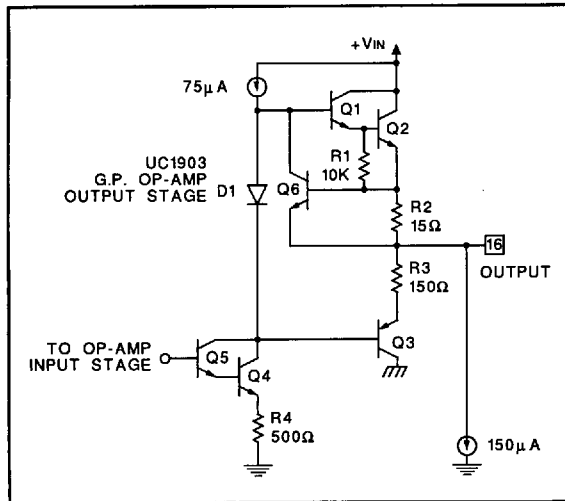 +VIN
75µA
Q1
Q2
R1
10K
UC1903
G.P. OP-AMP
OUTPUT STAGE
D1
Q6
R2
15Ω
16
OUTPUT
R3
150Ω
TO OP-AMP
INPUT STAGE
Q5
Q4
Q3
R4
500Ω
150µA